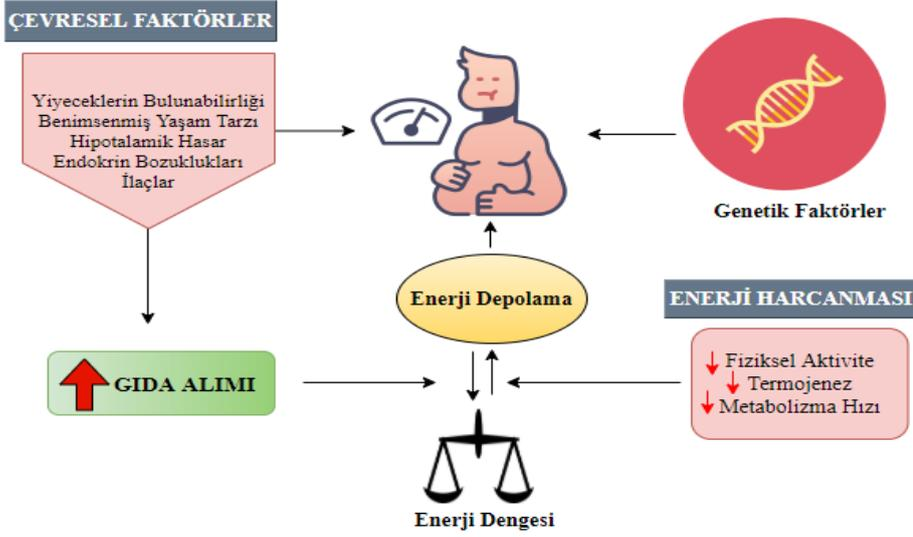 ÇEVRESEL FAKTÖRLER
Yiyeceklerin Bulunabilirliği
Benimsenmiş Yaşam Tarzı
Hipotalamik Hasar
Endokrin Bozuklukları
İlaçlar
Genetik Faktörler
Enerji Depolama
ENERJİ HARCANMASI
Fiziksel Aktivite
Termojenez
Metabolizma Hızı
GIDA ALIMI
Enerji Dengesi